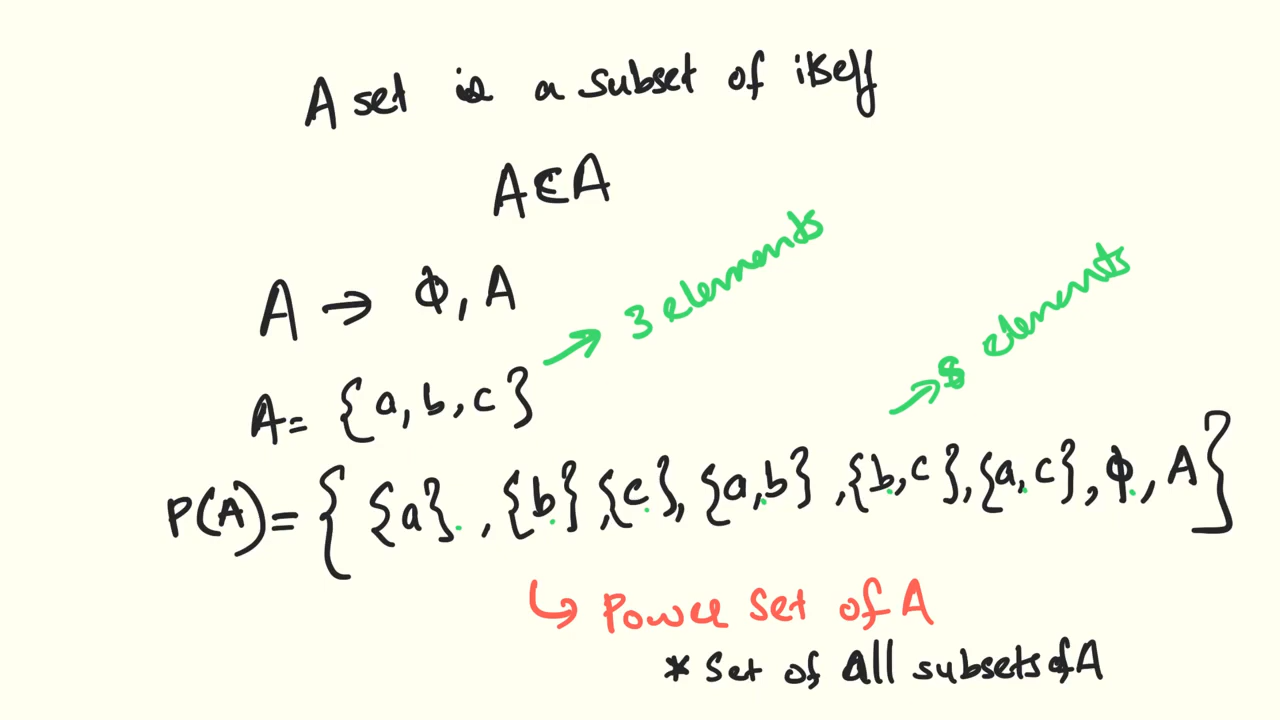 A set is a subset of itself
A ⊂ A
A → Φ, A
→ 3 elements
A = {a, b, c}
→ 8 elements
P(A) = { {a}, {b}, {c}, {a,b}, {b,c}, {a,c}, Φ, A }
↳ Power Set of A
* Set of all subsets of A